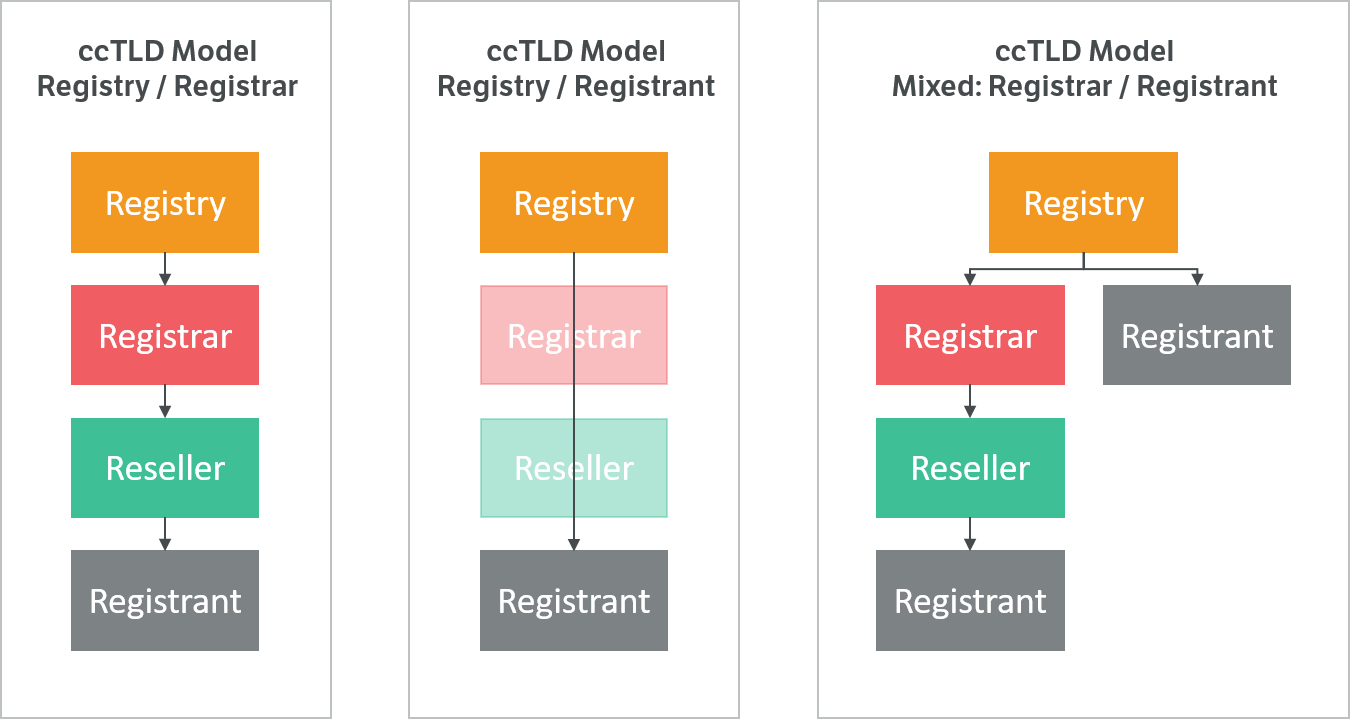 ccTLD Model
Registry / Registrar
Registry
Registrar
Reseller
Registrant
ccTLD Model
Registry / Registrant
Registry
Registrar
Reseller
Registrant
ccTLD Model
Mixed: Registrar / Registrant
Registry
Registrar
Registrant
Reseller
Registrant